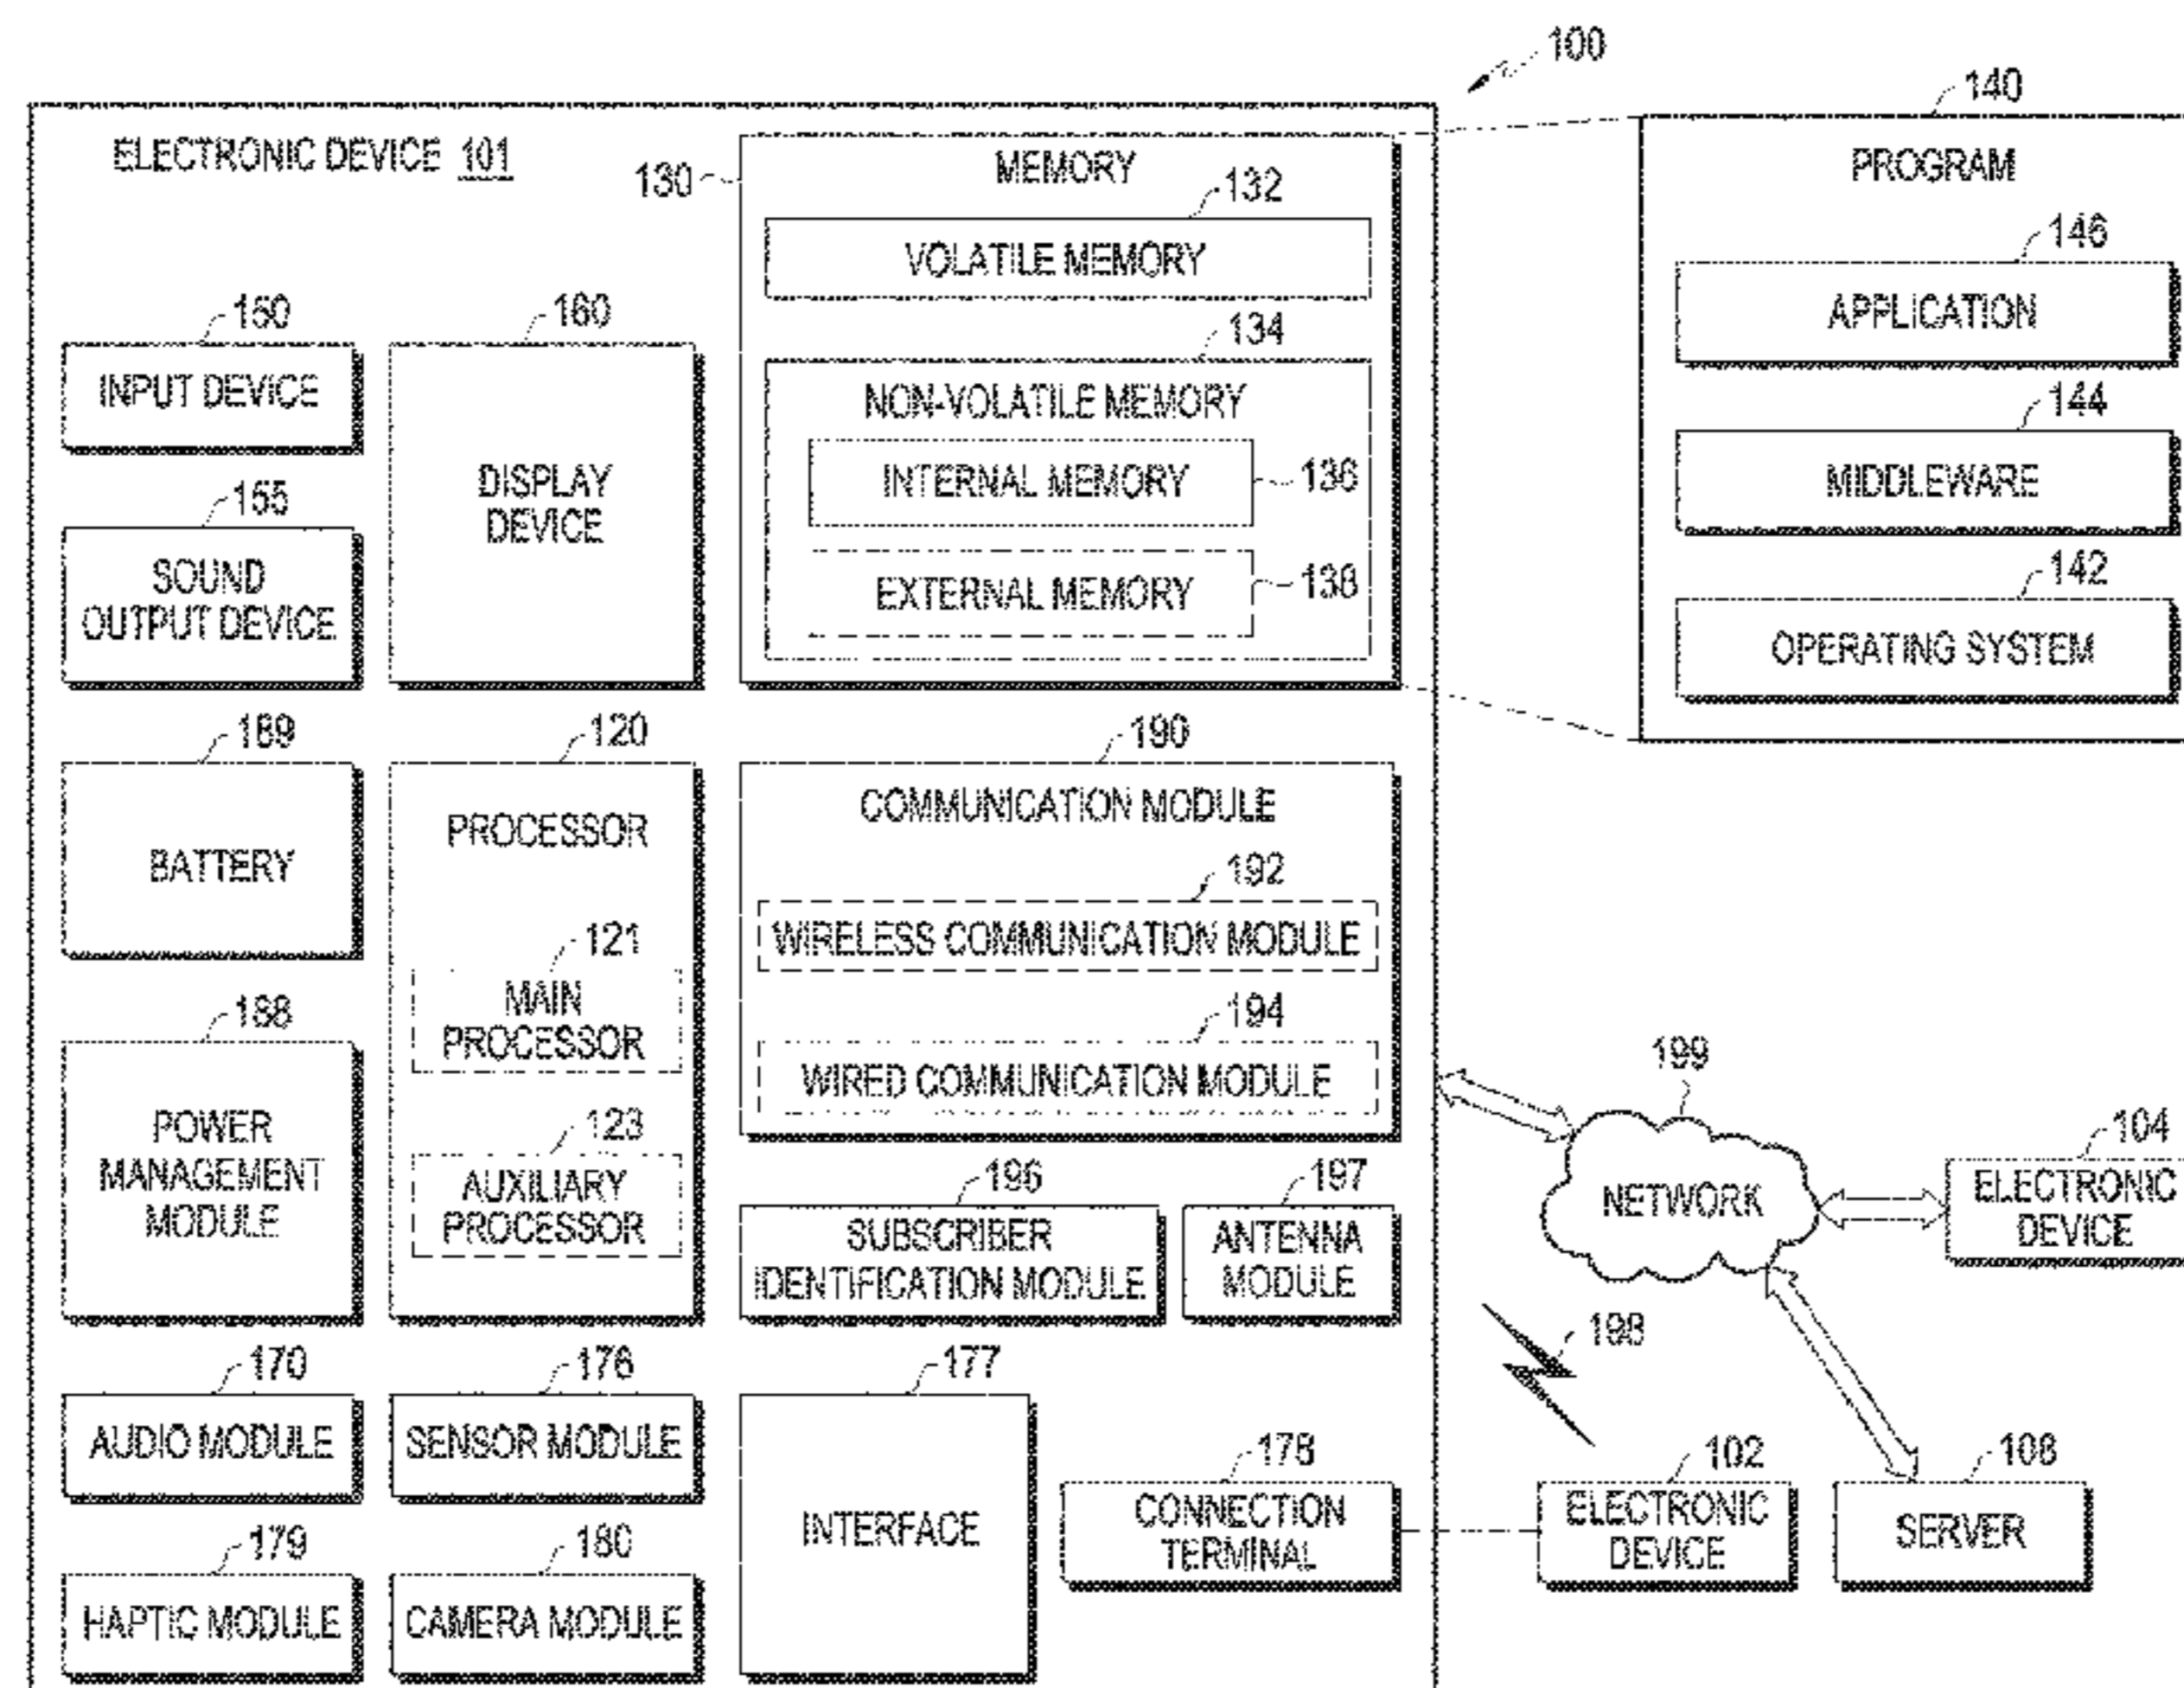 100
ELECTRONIC DEVICE 101
130
MEMORY
132
VOLATILE MEMORY
134
NON-VOLATILE MEMORY
INTERNAL MEMORY
136
EXTERNAL MEMORY
138
140
PROGRAM
146
APPLICATION
144
MIDDLEWARE
142
OPERATING SYSTEM
150
INPUT DEVICE
155
SOUND
OUTPUT DEVICE
160
DISPLAY
DEVICE
189
BATTERY
120
PROCESSOR
121
MAIN
PROCESSOR
123
AUXILIARY
PROCESSOR
190
COMMUNICATION MODULE
192
WIRELESS COMMUNICATION MODULE
194
WIRED COMMUNICATION MODULE
188
POWER
MANAGEMENT
MODULE
196
SUBSCRIBER
IDENTIFICATION MODULE
197
ANTENNA
MODULE
199
NETWORK
104
ELECTRONIC
DEVICE
198
170
AUDIO MODULE
176
SENSOR MODULE
177
INTERFACE
178
CONNECTION
TERMINAL
102
ELECTRONIC
DEVICE
108
SERVER
179
HAPTIC MODULE
180
CAMERA MODULE